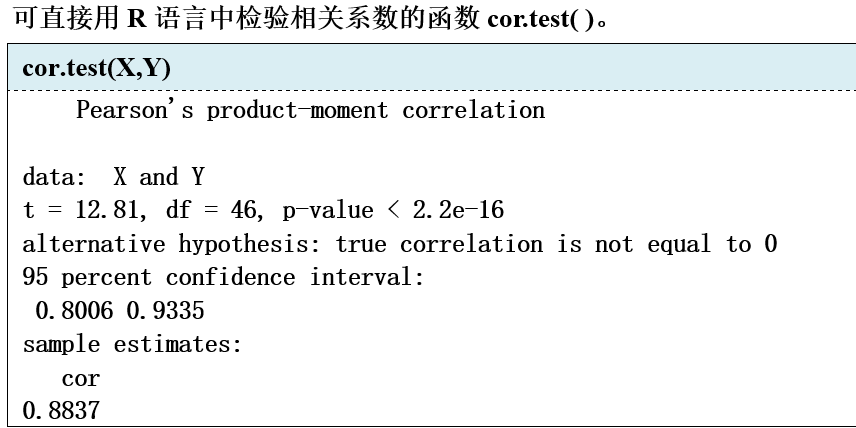 可直接用 R 语言中检验相关系数的函数 cor.test( )。
cor.test(X,Y)
Pearson's product-moment correlation
data:  X and Y
t = 12.81, df = 46, p-value < 2.2e-16
alternative hypothesis: true correlation is not equal to 0
95 percent confidence interval:
0.8006 0.9335
sample estimates:
cor
0.8837